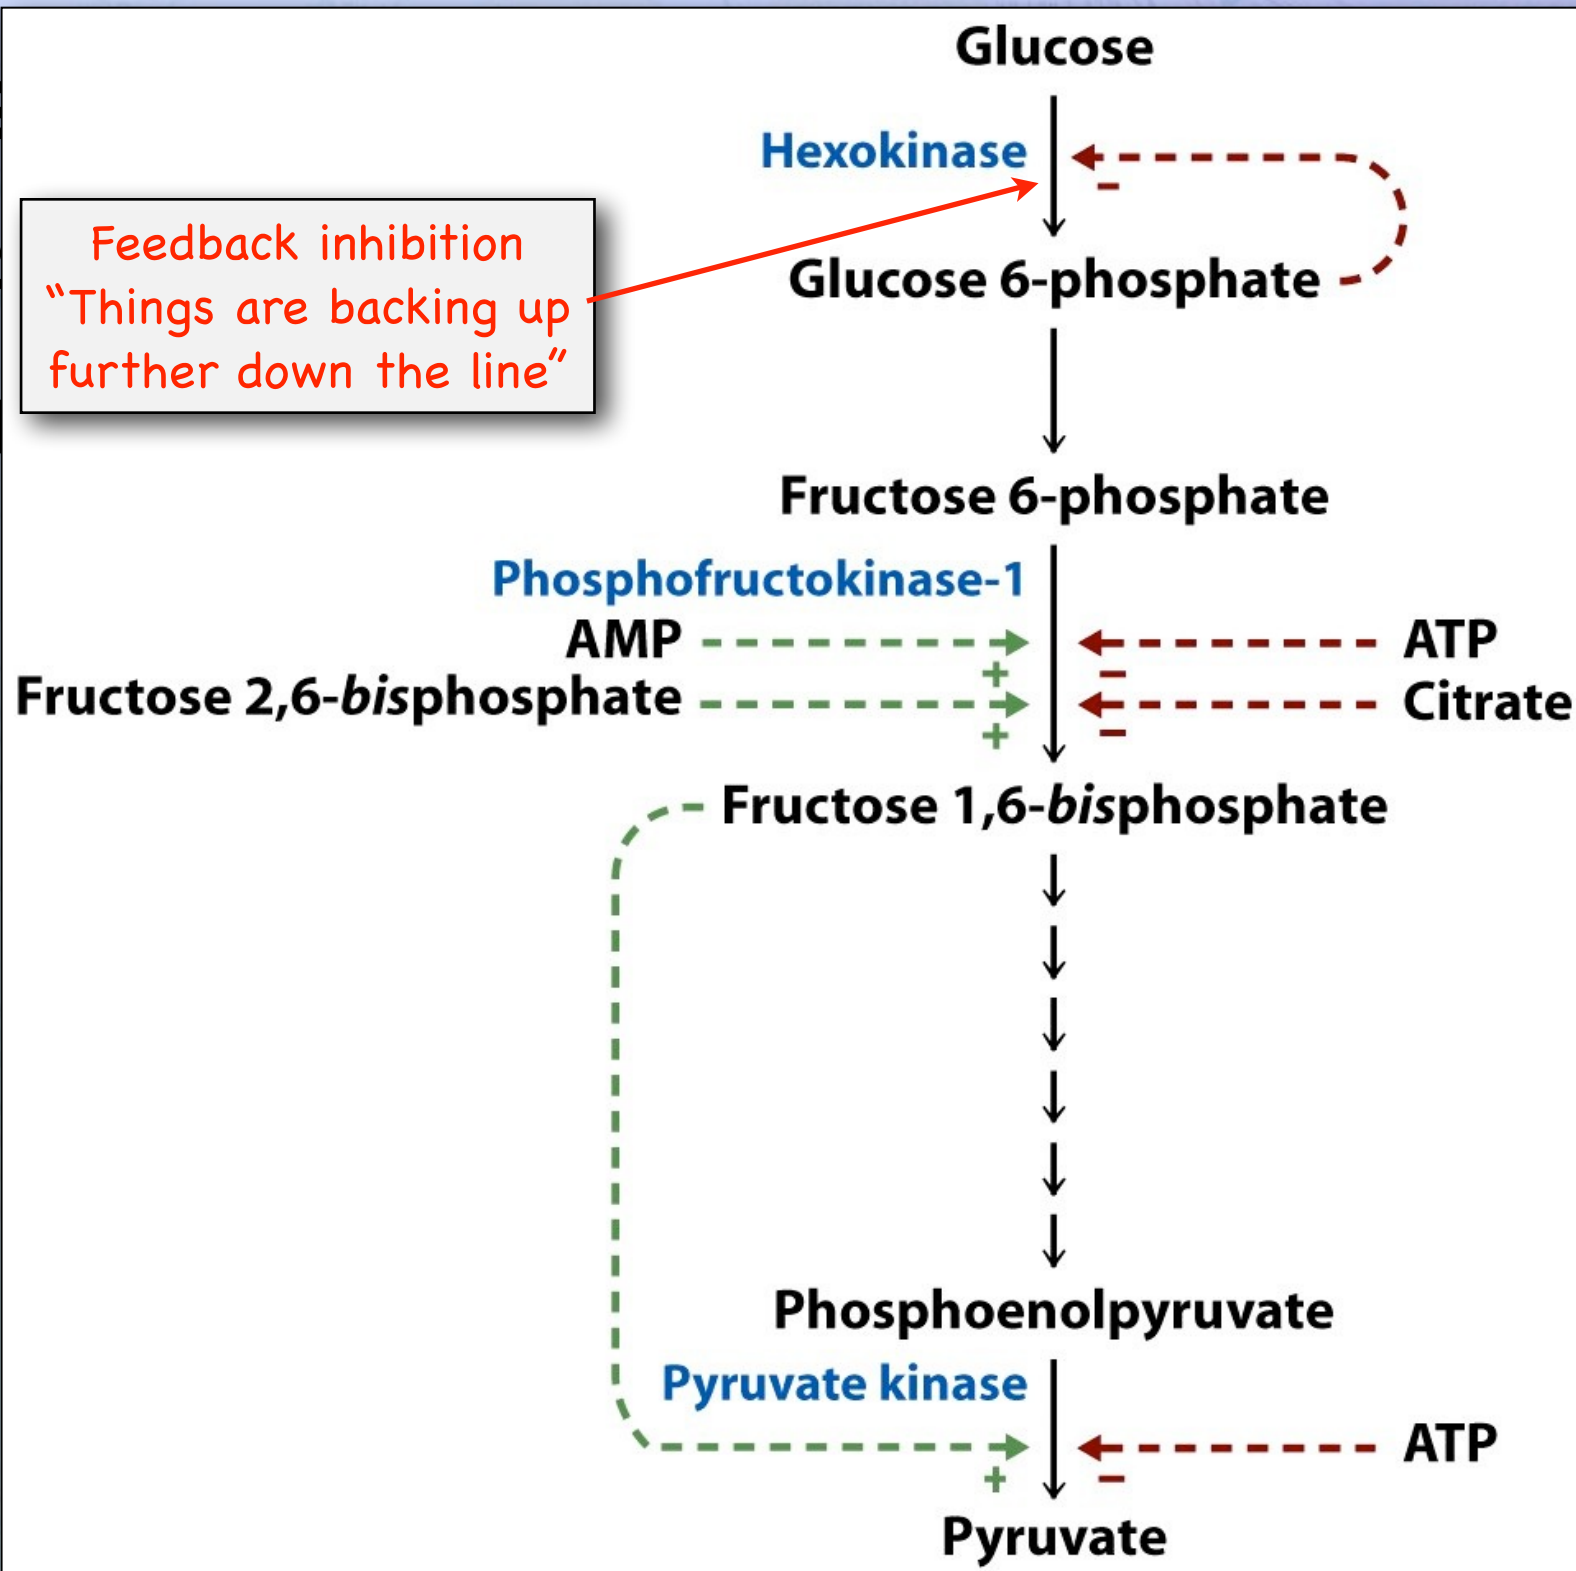 Glucose
Hexokinase
−
Feedback inhibition
“Things are backing up
further down the line”
Glucose 6-phosphate
Fructose 6-phosphate
Phosphofructokinase-1
AMP
ATP
+
−
Fructose 2,6-bisphosphate
Citrate
+
−
Fructose 1,6-bisphosphate
Phosphoenolpyruvate
Pyruvate kinase
ATP
+
−
Pyruvate